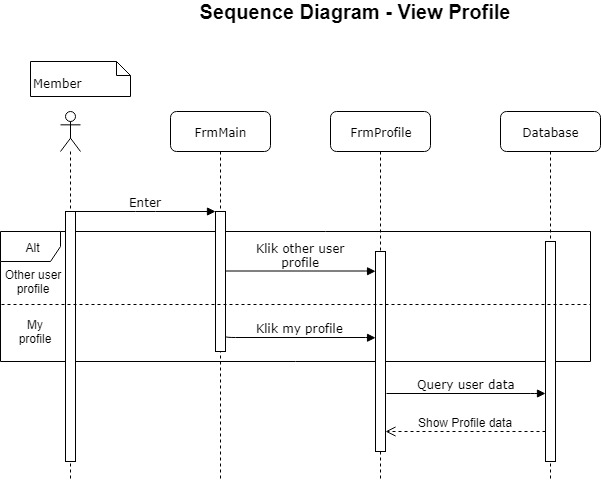 Sequence Diagram - View Profile
Member
FrmMain
FrmProfile
Database
Enter
Alt
Klik other user
profile
Other user
profile
My
profile
Klik my profile
Query user data
Show Profile data